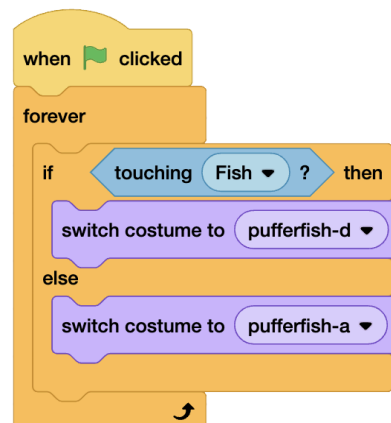 when clicked
forever
if touching Fish ? then
switch costume to pufferfish-d
else
switch costume to pufferfish-a